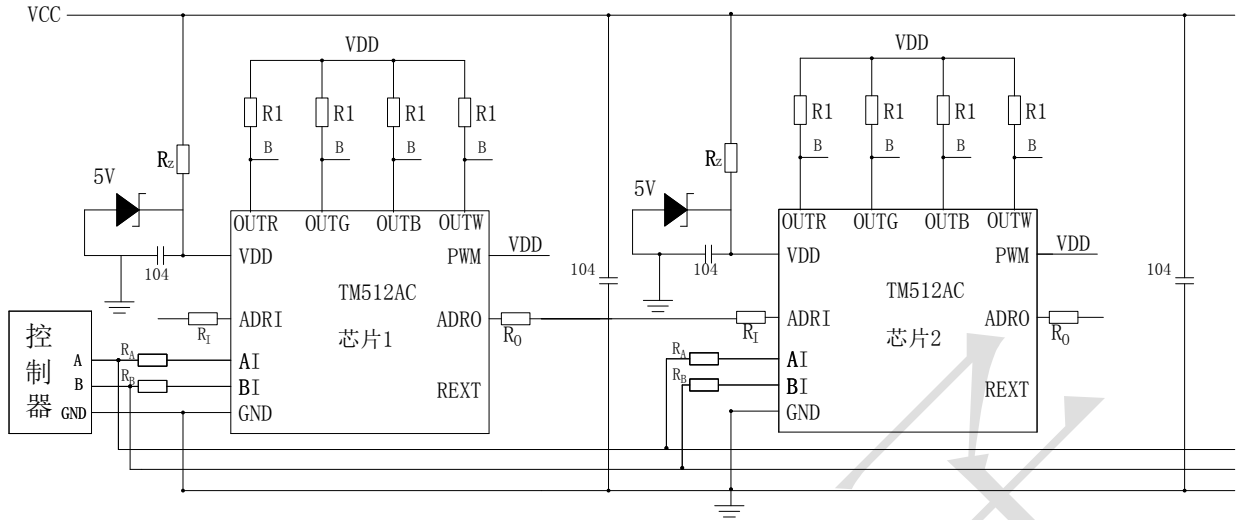 VCC
VDD
VDD
R1 R1 R1 R1
R1 R1 R1 R1
B B B B
B B B B
Rz
Rz
5V
5V
OUTR OUTG OUTB OUTW
OUTR OUTG OUTB OUTW
104
VDD
PWM
VDD
104
104
VDD
PWM
VDD
104
TM512AC
芯片1
TM512AC
芯片2
RI
ADRI
ADRO
RO
RI
ADRI
ADRO
RO
控制器
A
B
GND
RA
RB
AI
BI
GND
REXT
RA
RB
AI
BI
GND
REXT